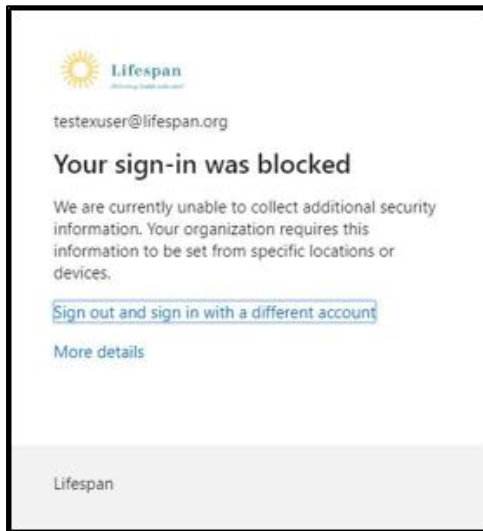 Lifespan
testexuser@lifespan.org
Your sign-in was blocked
We are currently unable to collect additional security
information. Your organization requires this
information to be set from specific locations or
devices.
Sign out and sign in with a different account
More details
Lifespan